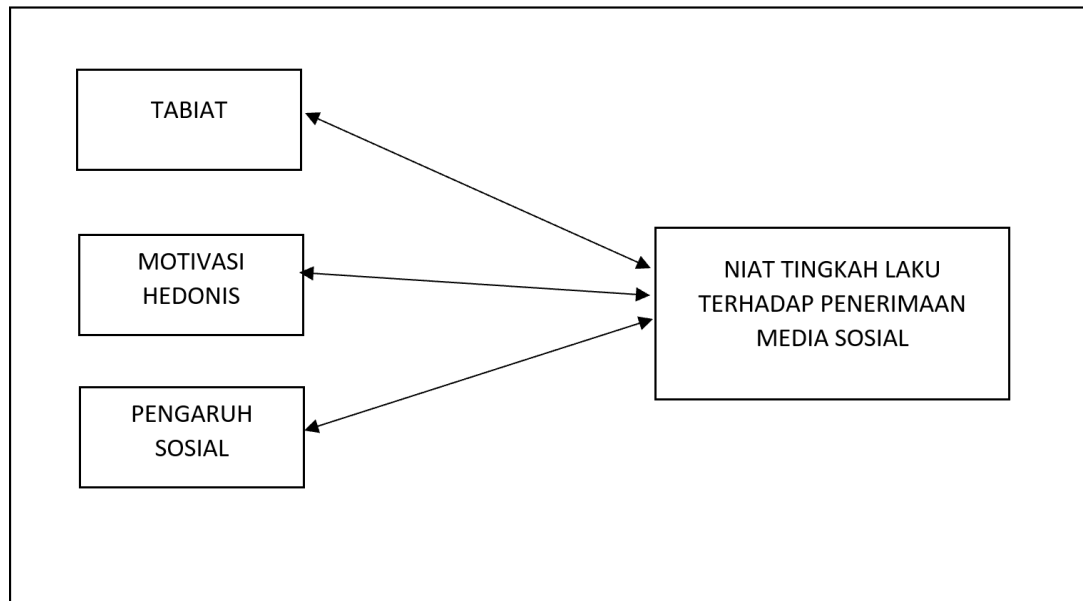 TABIAT
MOTIVASI
HEDONIS
PENGARUH
SOSIAL
NIAT TINGKAH LAKU
TERHADAP PENERIMAAN
MEDIA SOSIAL